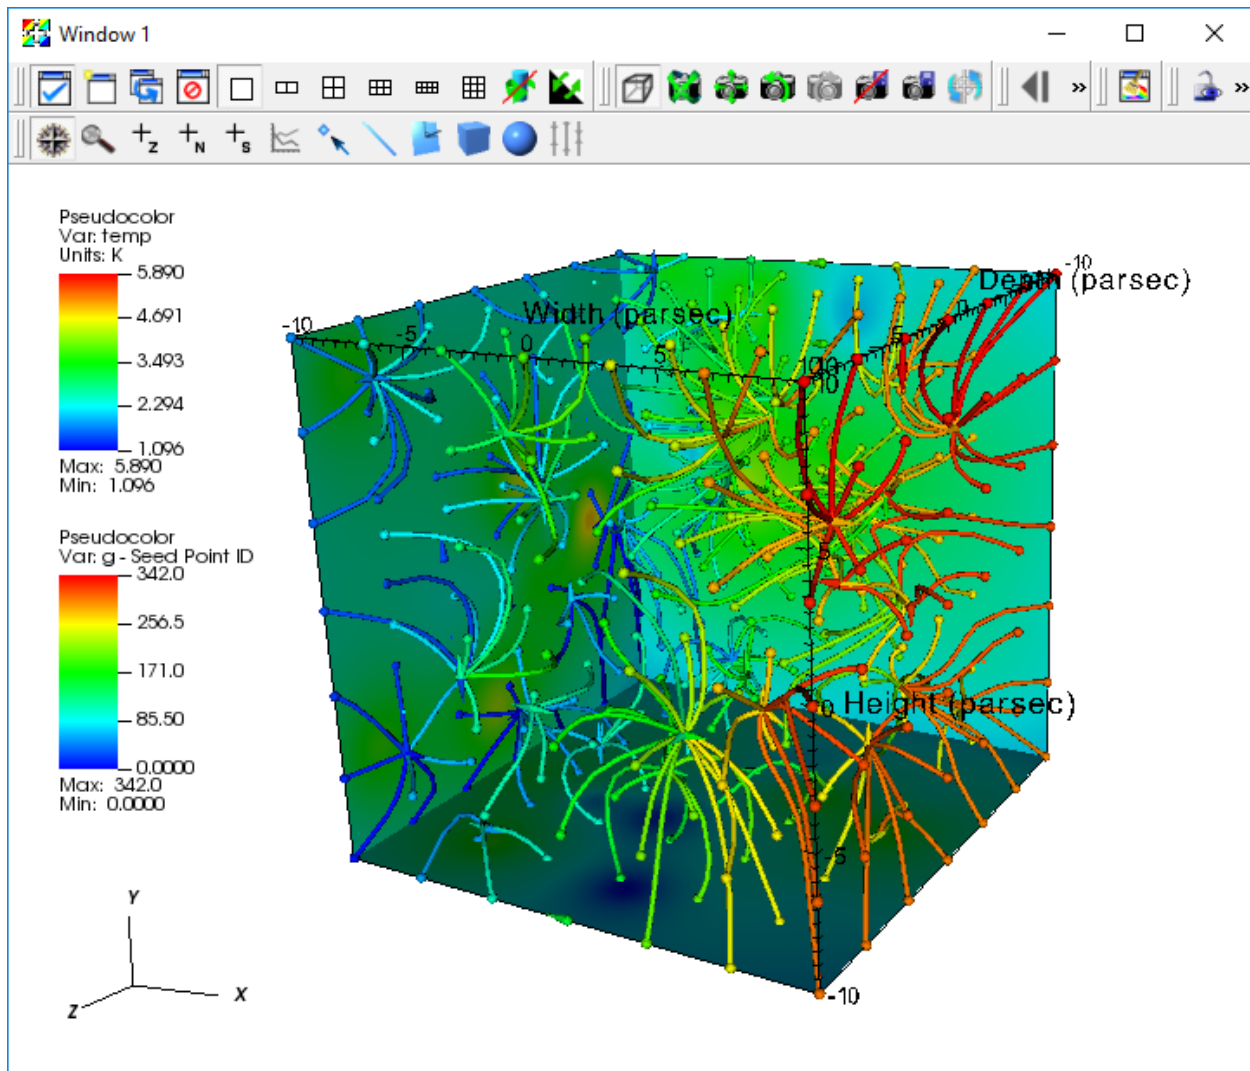 Window 1
Z
N
S
Pseudocolor
Var: temp
Units: K
5.890
4.691
3.493
2.294
1.096
Max: 5.890
Min: 1.096
Pseudocolor
Var: g - Seed Point ID
342.0
256.5
171.0
85.50
0.0000
Max: 342.0
Min: 0.0000
-10
Depth (parsec)
0
5
Width (parsec)
-10
-5
0
5
10
10
5
Height (parsec)
0
-5
-10
Y
X
Z